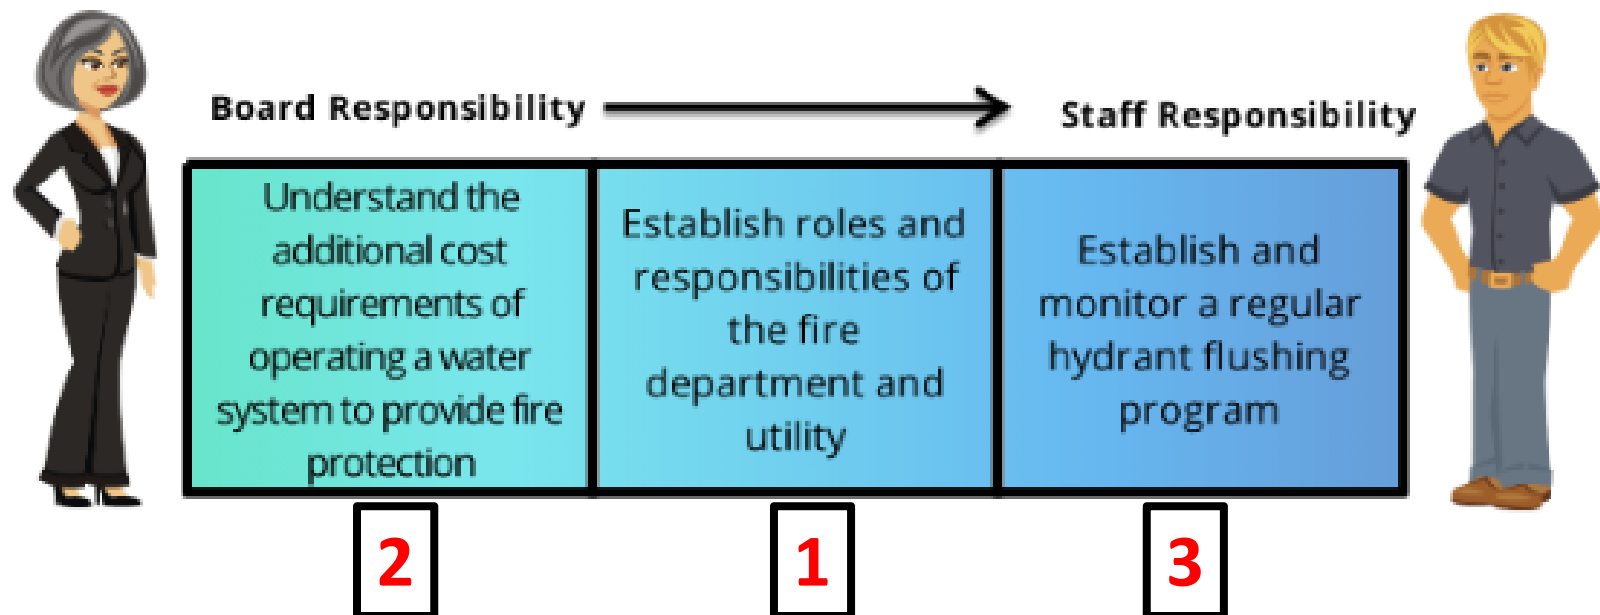 Board Responsibility
Staff Responsibility
Understand the
additional cost
requirements of
operating a water
system to provide fire
protection
Establish roles and
responsibilities of
the fire
department and
utility
Establish and
monitor a regular
hydrant flushing
program
2
1
3